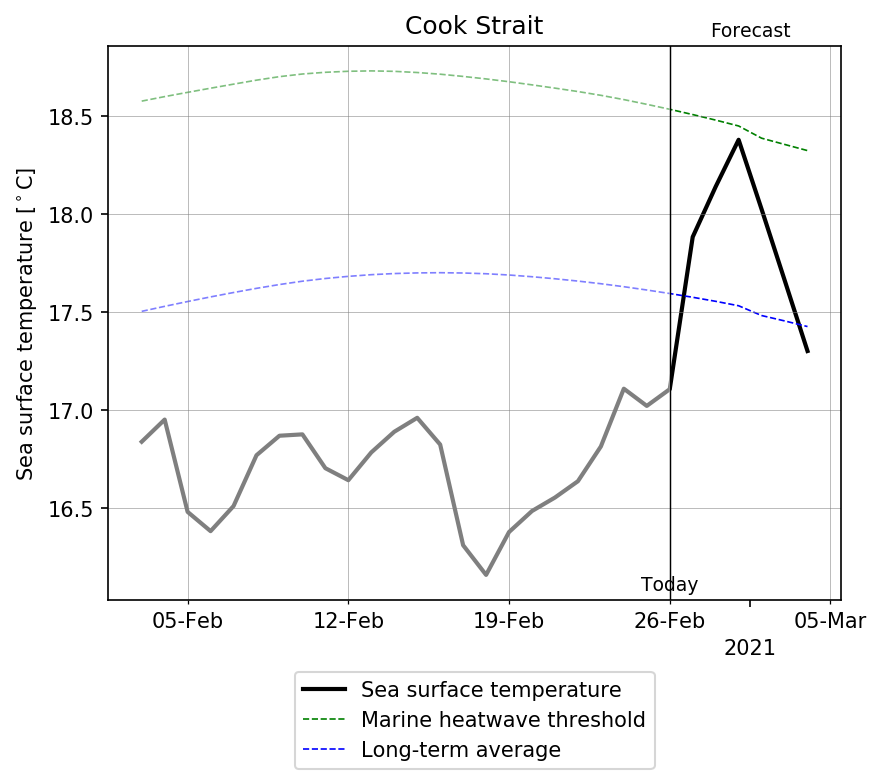 Cook Strait
Forecast
Sea surface temperature [°C]
18.5
18.0
17.5
17.0
16.5
Today
05-Feb
12-Feb
19-Feb
26-Feb
05-Mar
2021
Sea surface temperature
Marine heatwave threshold
Long-term average